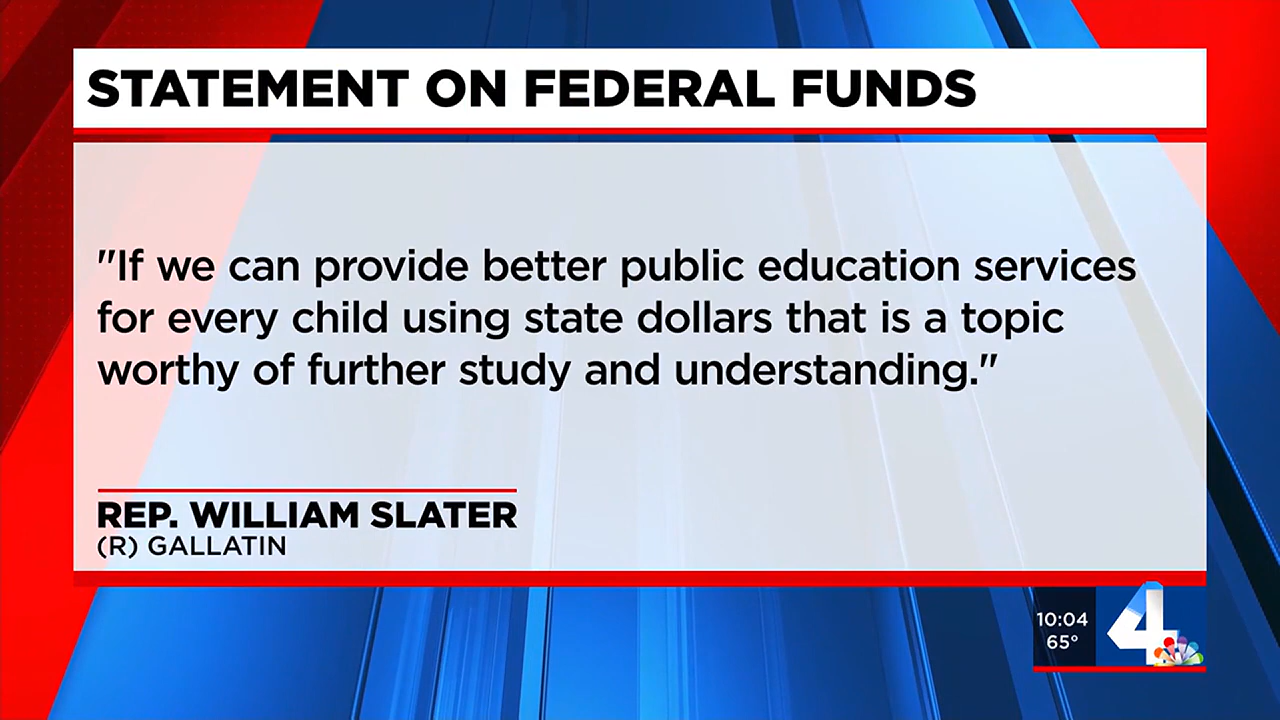 STATEMENT ON FEDERAL FUNDS
"If we can provide better public education services
for every child using state dollars that is a topic
worthy of further study and understanding."
REP. WILLIAM SLATER
(R) GALLATIN
10:04
65°
4